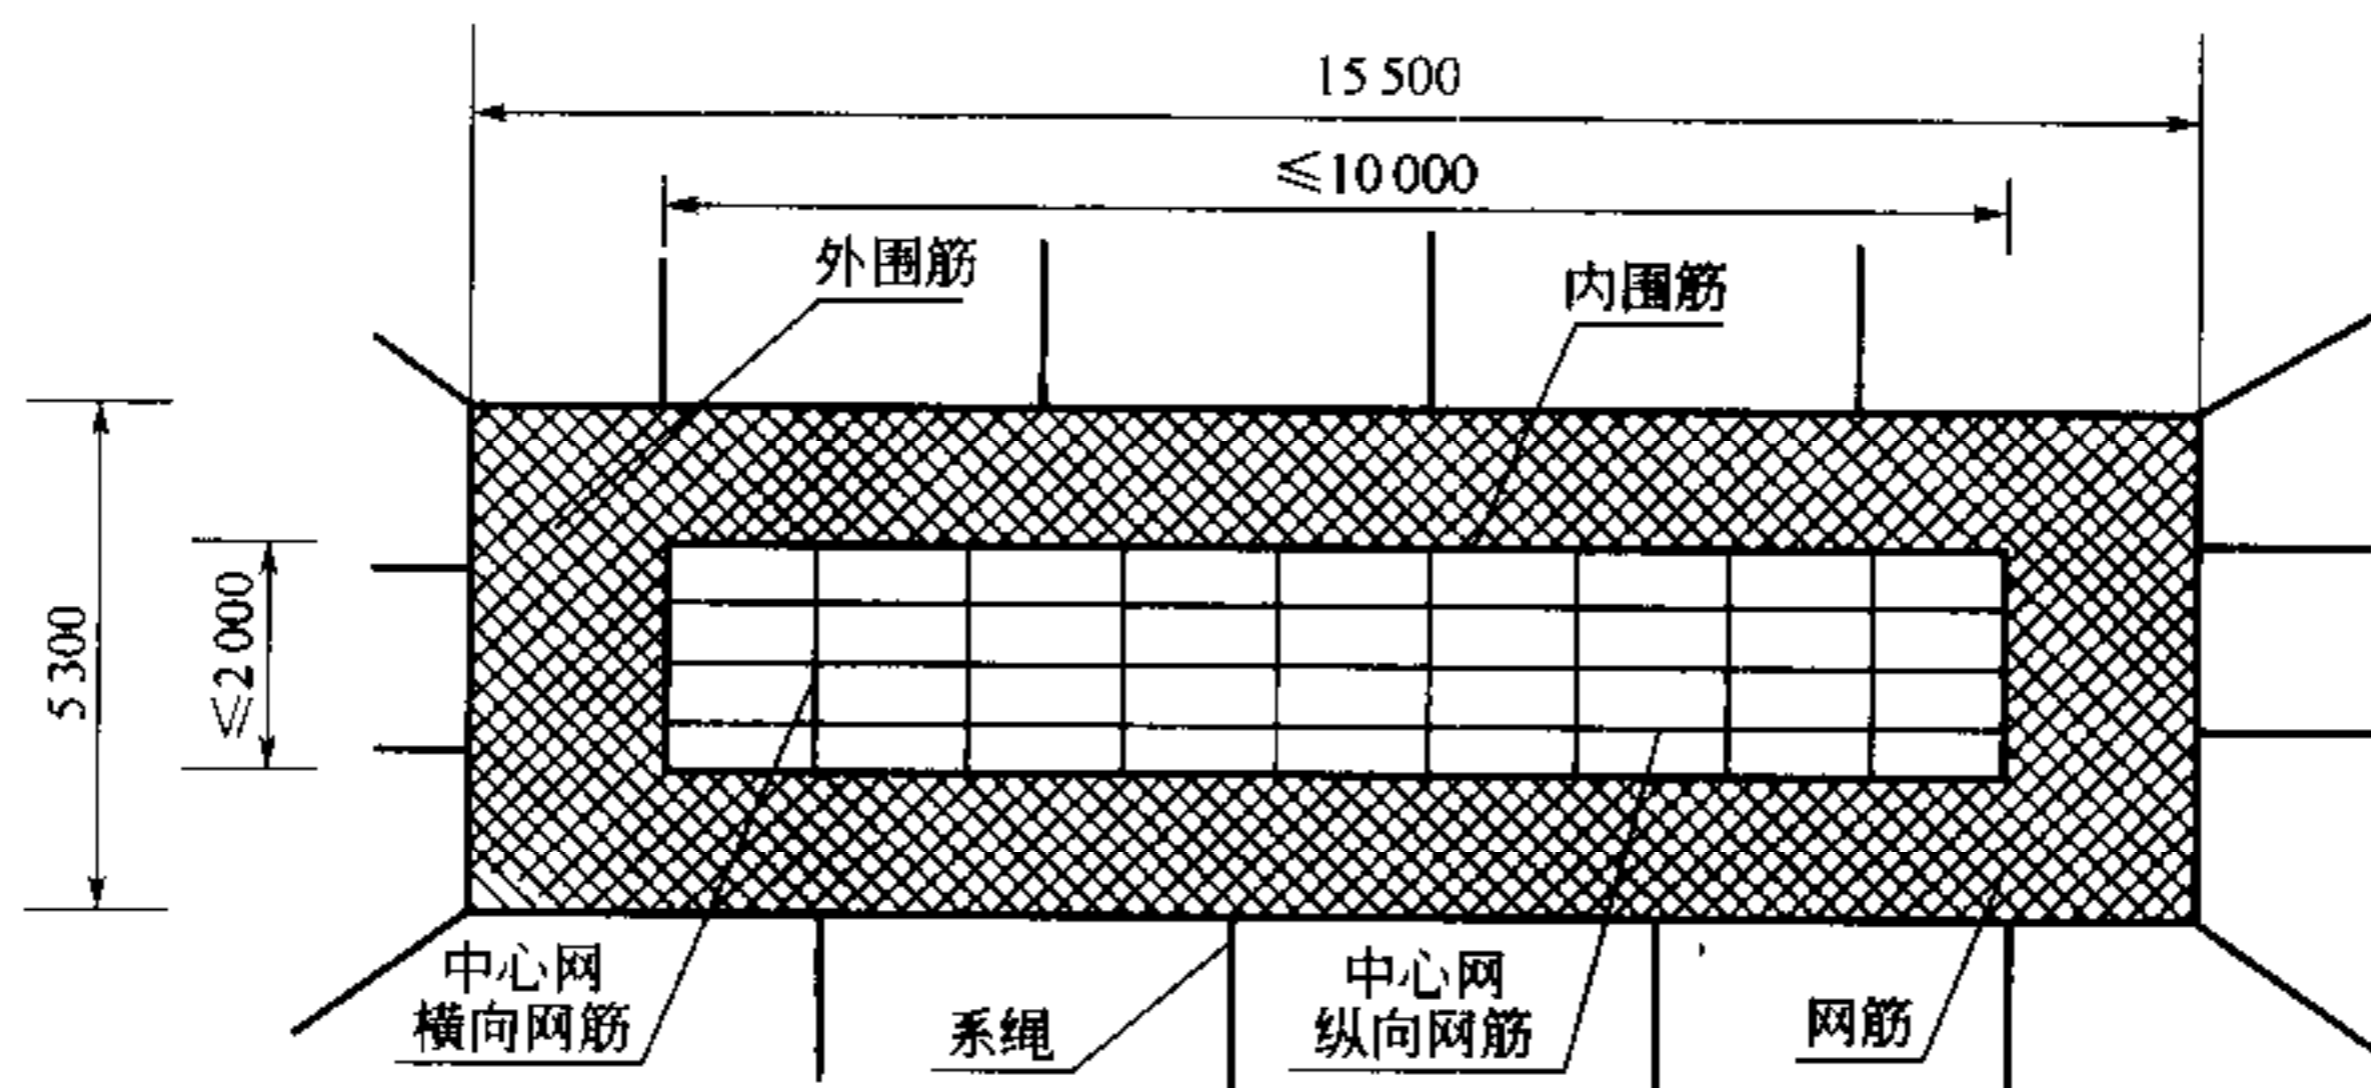 15 500
≤10 000
外围筋
内围筋
5 300
≤2 000
中心网
横向网筋
系绳
中心网
纵向网筋
网筋